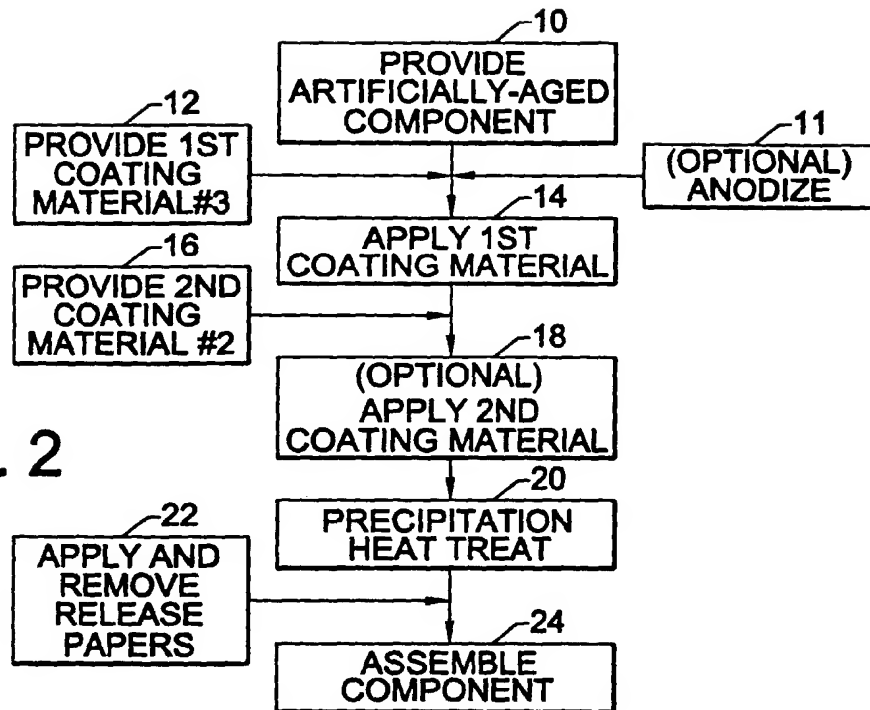 10
PROVIDE
ARTIFICIALLY-AGED
COMPONENT
12
PROVIDE 1ST
COATING
MATERIAL#3
11
(OPTIONAL)
ANODIZE
14
APPLY 1ST
COATING MATERIAL
16
PROVIDE 2ND
COATING
MATERIAL #2
18
(OPTIONAL)
APPLY 2ND
COATING MATERIAL
. 2
20
PRECIPITATION
HEAT TREAT
22
APPLY AND
REMOVE
RELEASE
PAPERS
24
ASSEMBLE
COMPONENT